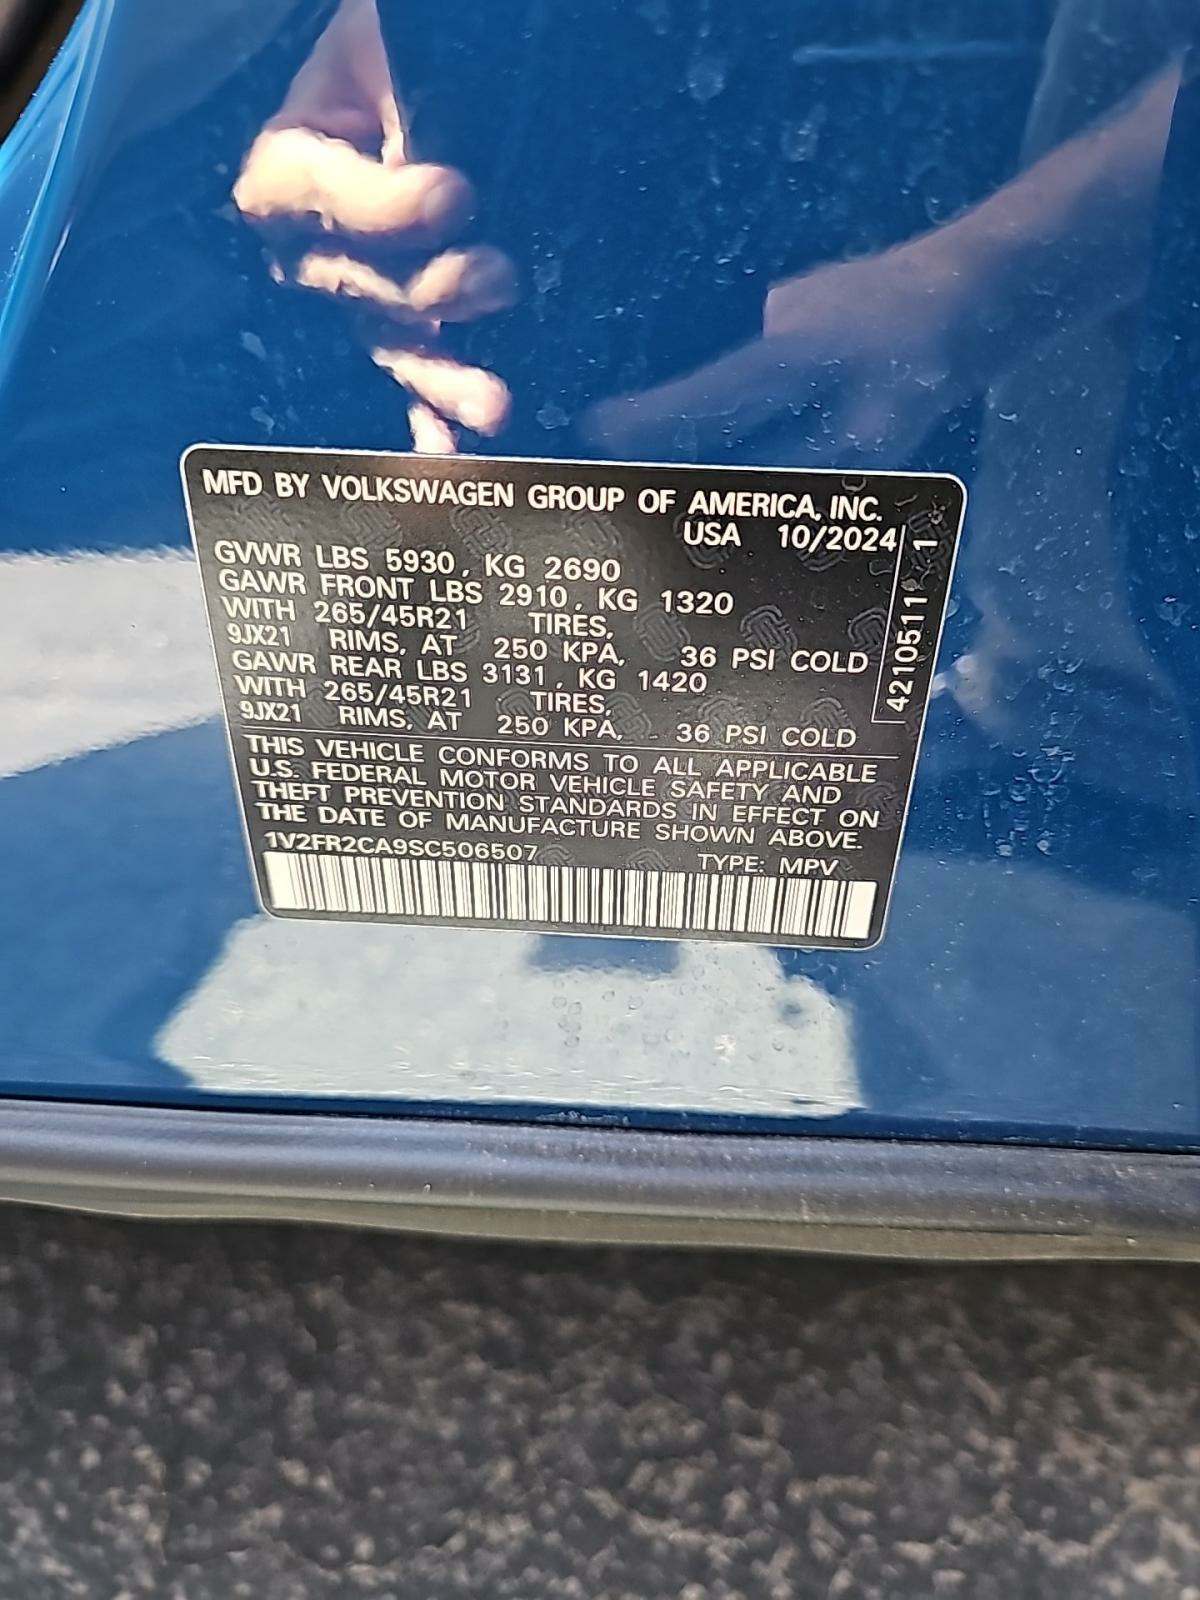 MFD BY VOLKSWAGEN GROUP OF AMERICA, INC.
USA 10/2024
GVWR LBS 5930, KG 2690
GAWR FRONT LBS 2910, KG 1320
WITH 265/45R21 TIRES,
9JX21 RIMS, AT 250 KPA, 36 PSI COLD
GAWR REAR LBS 3131, KG 1420
WITH 265/45R21 TIRES,
9JX21 RIMS, AT 250 KPA, 36 PSI COLD
THIS VEHICLE CONFORMS TO ALL APPLICABLE
U.S. FEDERAL MOTOR VEHICLE SAFETY AND
THEFT PREVENTION STANDARDS IN EFFECT ON
THE DATE OF MANUFACTURE SHOWN ABOVE.
1V2FR2CA9SC506507 TYPE: MPV
4210511 1